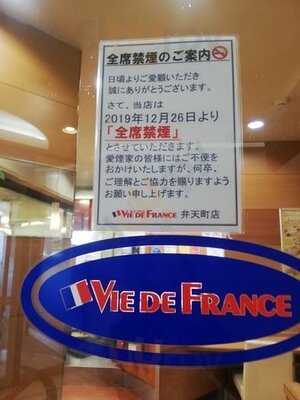 全席禁煙のご案内
日頃よりご愛顧いただき
誠にありがとうございます。
さて、当店は
2019年12月26日より
「全席禁煙」
とさせていただきます。
愛煙家の皆様にはご不便を
おかけいたしますが、何卒、
ご理解とご協力を賜りますよう
お願い申し上げます。
VIE DE FRANCE 弁天町店
VIE DE FRANCE